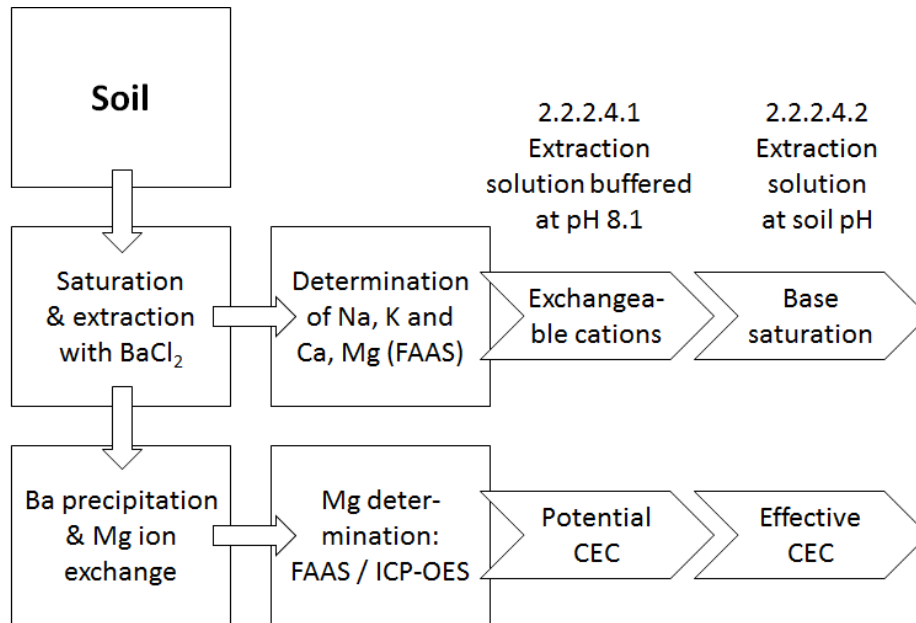 Soil
2.2.2.4.1
Extraction
solution buffered
at pH 8.1
2.2.2.4.2
Extraction
solution
at soil pH
Saturation
& extraction
with BaCl₂
Determination
of Na, K and
Ca, Mg (FAAS)
Exchangea-
ble cations
Base
saturation
Ba precipitation
& Mg ion
exchange
Mg deter-
mination:
FAAS / ICP-OES
Potential
CEC
Effective
CEC